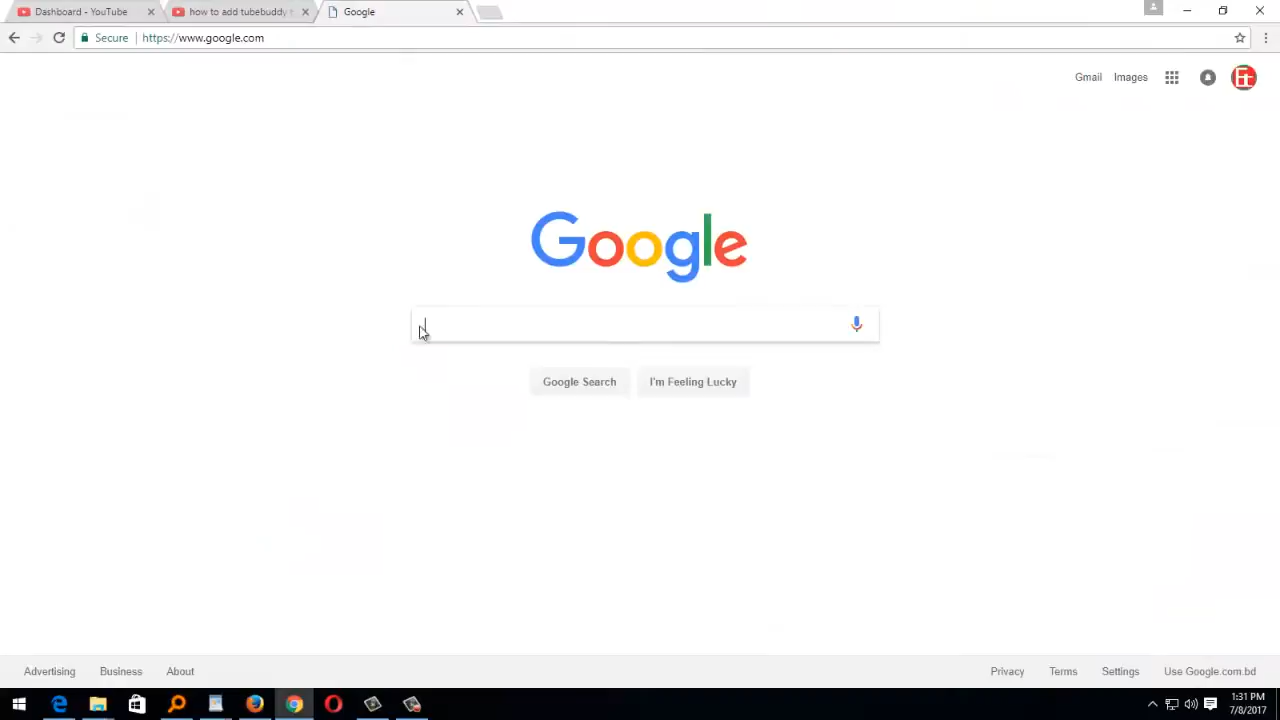 Dashboard - YouTube
how to add tubebuddy
Google
Secure
https://www.google.com
Gmail
Images
Ft
Google
Google Search
I'm Feeling Lucky
Advertising
Business
About
Privacy
Terms
Settings
Use Google.com.bd
1:31 PM
7/8/2017